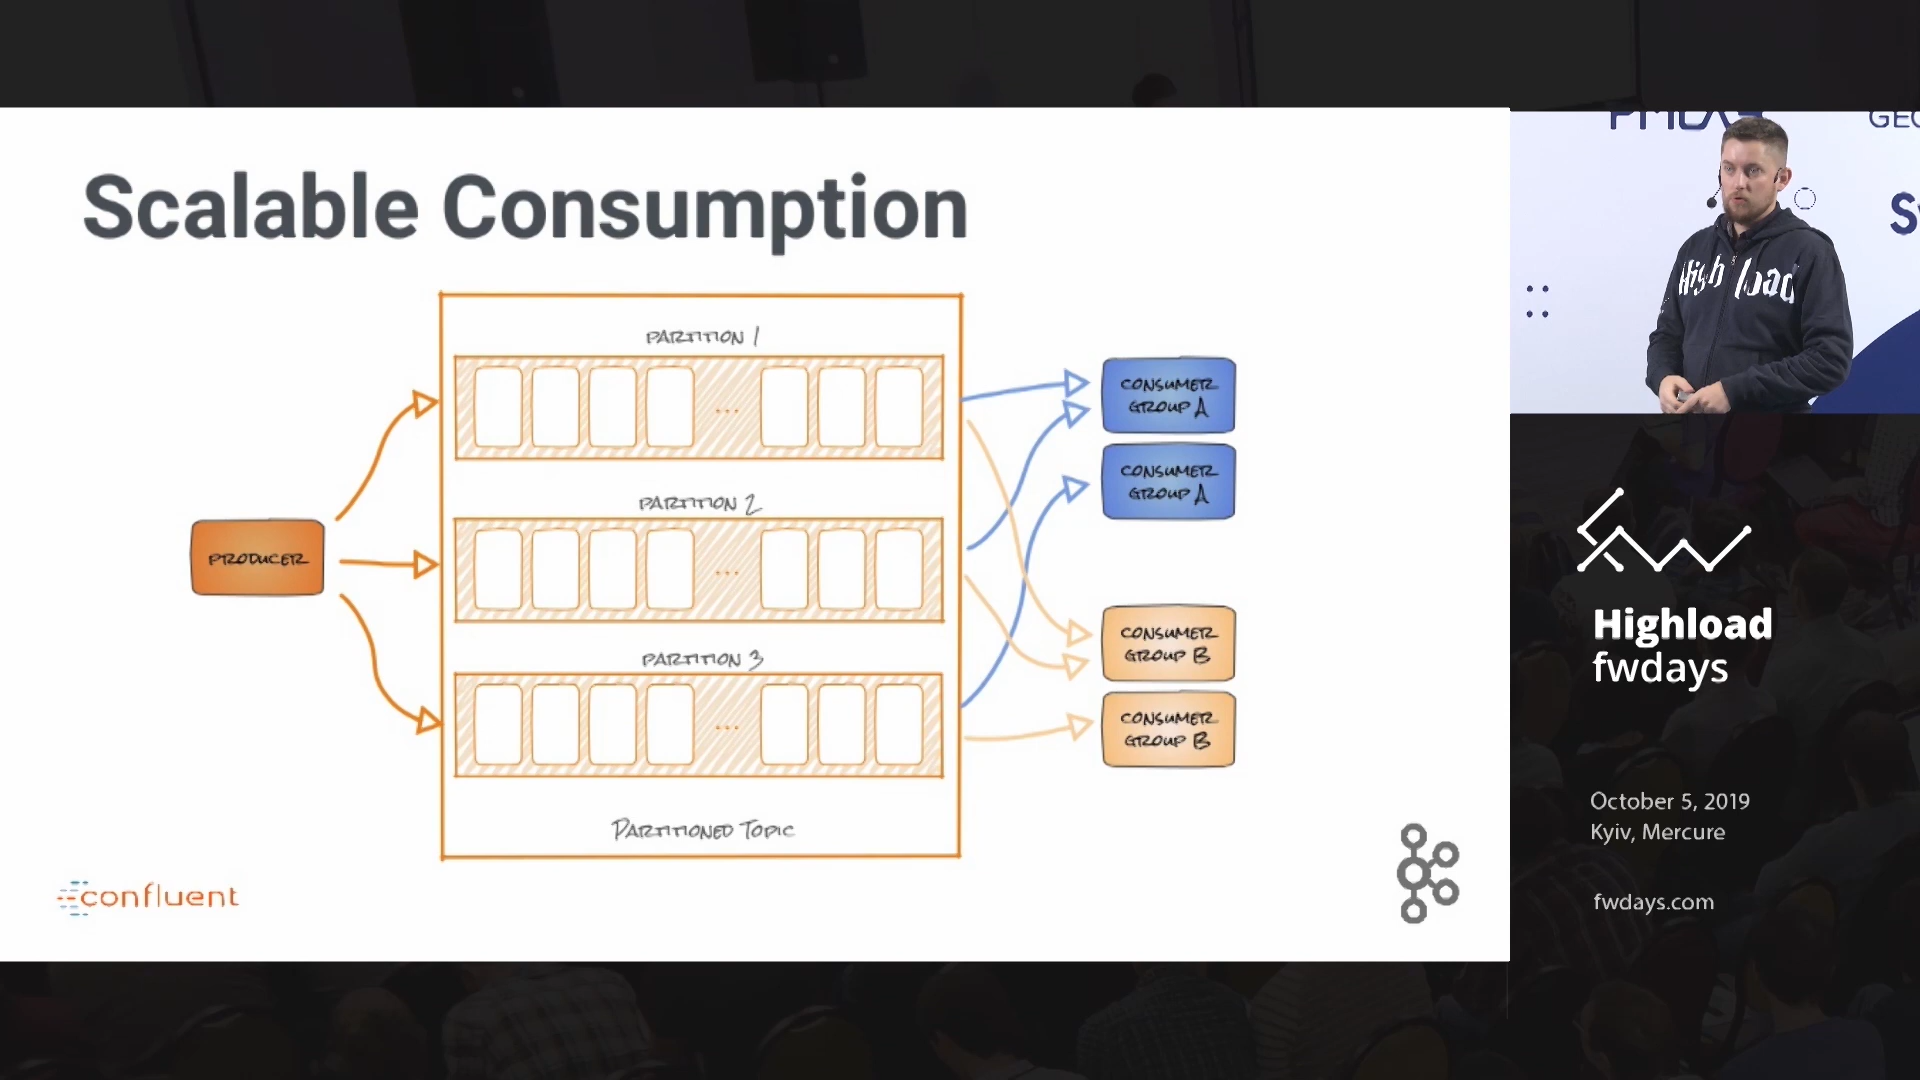 Scalable Consumption
PARTITION 1
PARTITION 2
PARTITION 3
PRODUCER
PARTITIONED TOPIC
CONSUMER
GROUP A
CONSUMER
GROUP A
CONSUMER
GROUP B
CONSUMER
GROUP B
confluent
High load
Highload
fwdays
October 5, 2019
Kyiv, Mercure
fwdays.com